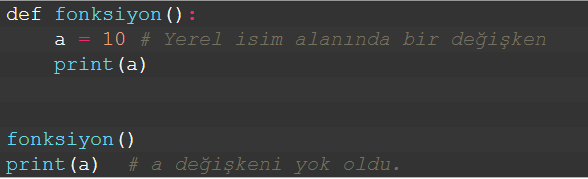 def fonksiyon():
    a = 10 # Yerel isim alanında bir değişken
    print(a)
fonksiyon()
print(a)  # a değişkeni yok oldu.